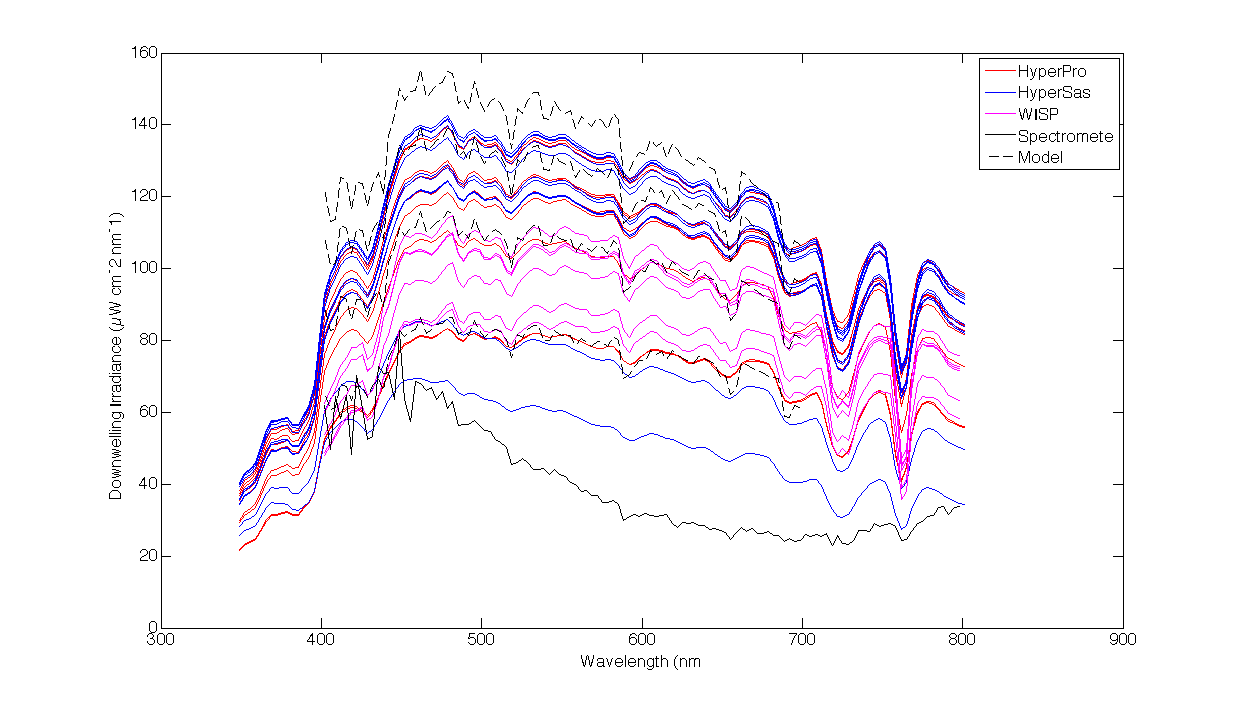 160
140
120
100
80
60
40
20
0
300
400
500
600
700
800
900
Downwelling Irradiance (µW cm^-2 nm^-1)
Wavelength (nm
HyperPro
HyperSas
WISP
Spectromete
Model